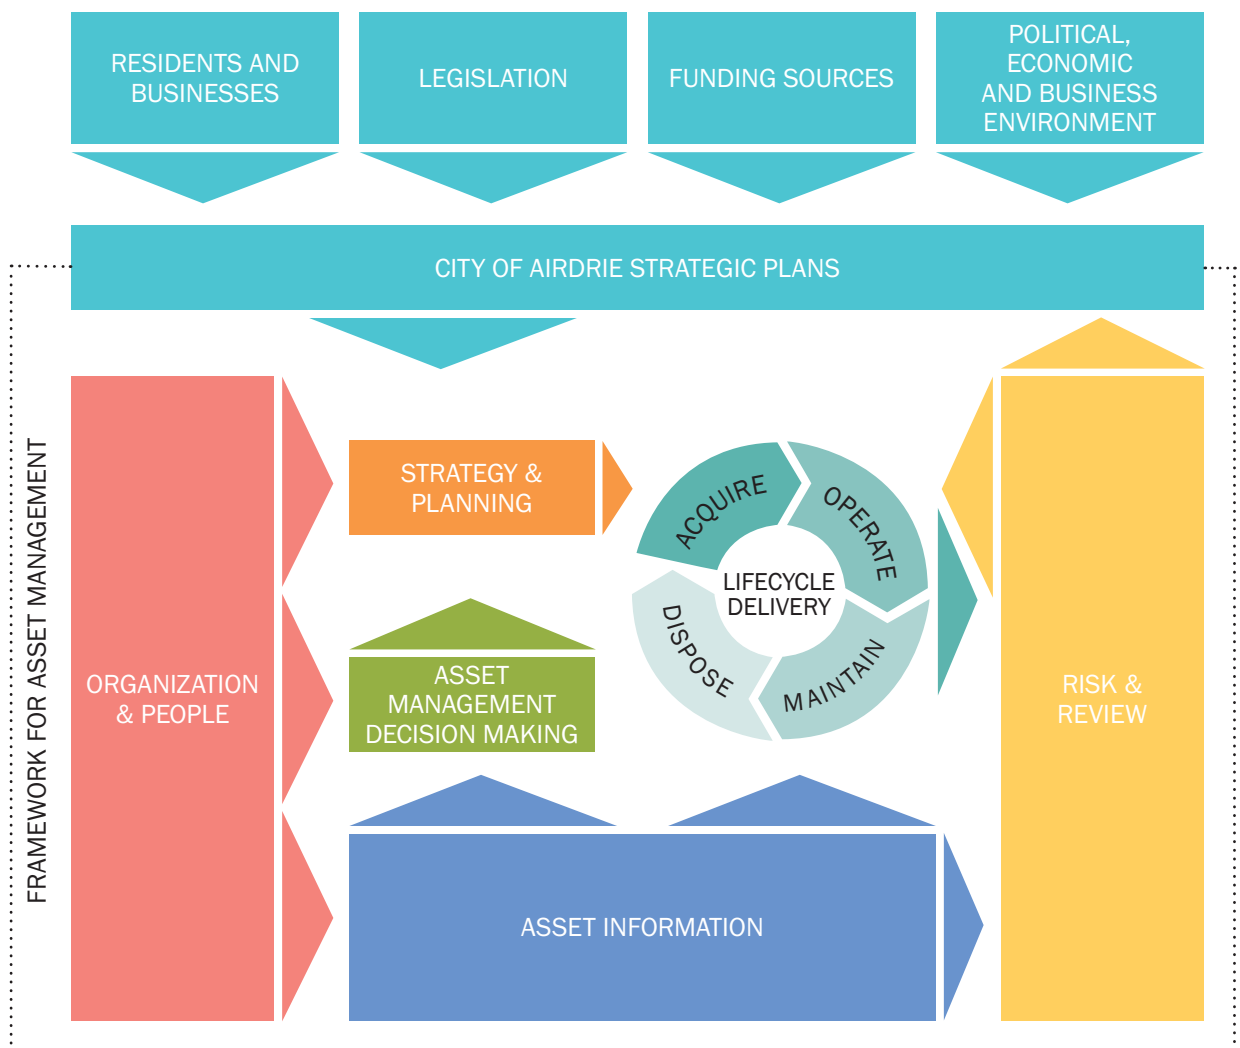 RESIDENTS AND
BUSINESSES
LEGISLATION
FUNDING SOURCES
POLITICAL,
ECONOMIC
AND BUSINESS
ENVIRONMENT
CITY OF AIRDRIE STRATEGIC PLANS
FRAMEWORK FOR ASSET MANAGEMENT
ORGANIZATION
& PEOPLE
STRATEGY &
PLANNING
ASSET
MANAGEMENT
DECISION MAKING
ACQUIRE
OPERATE
MAINTAIN
DISPOSE
LIFECYCLE
DELIVERY
RISK &
REVIEW
ASSET INFORMATION